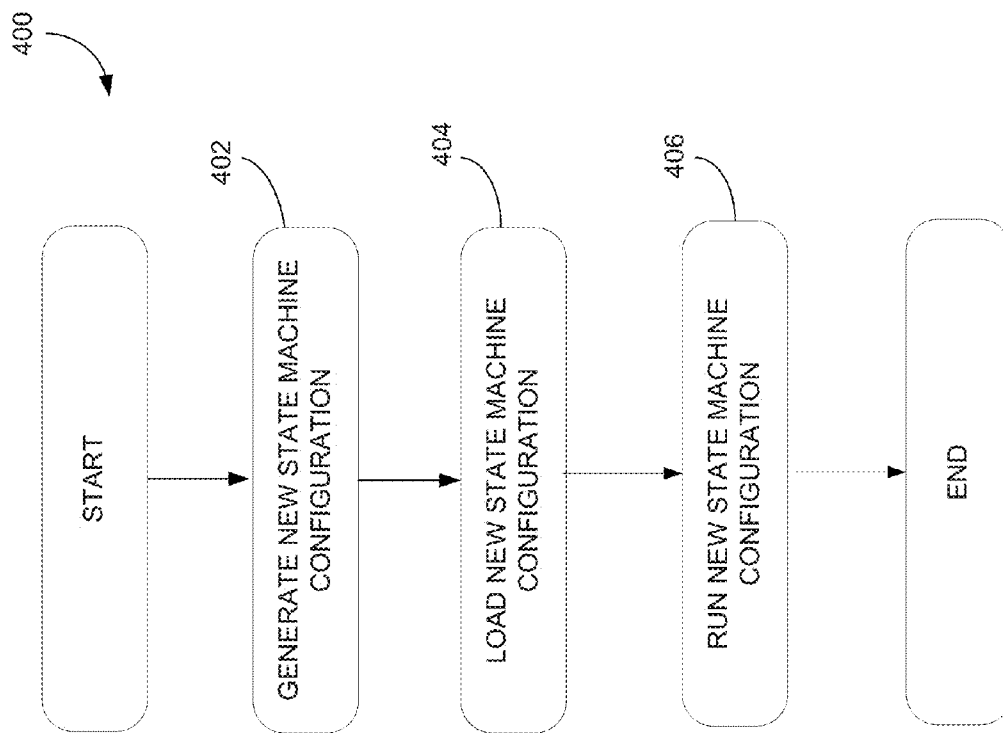 400
START
402
GENERATE NEW STATE MACHINE
CONFIGURATION
404
LOAD NEW STATE MACHINE
CONFIGURATION
406
RUN NEW STATE MACHINE
CONFIGURATION
END